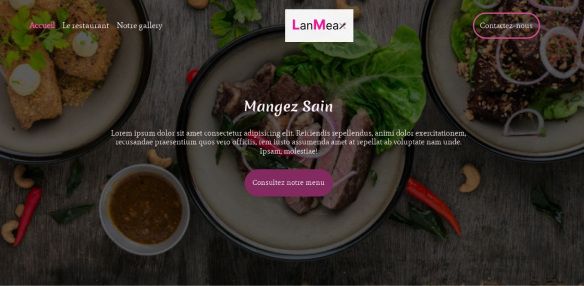 Accueil Le restaurant Notre gallery
LanMea
Contactez-nous
Mangez Sain
Lorem ipsum dolor sit amet consectetur adipisicing elit. Reiciendis repellendus, animi dolor exercitationem,
recusandae praesentium quos vero officiis, rem iusto assumenda amet at repellat ab voluptate nam unde.
Ipsam, molestiae!
Consultez notre menu